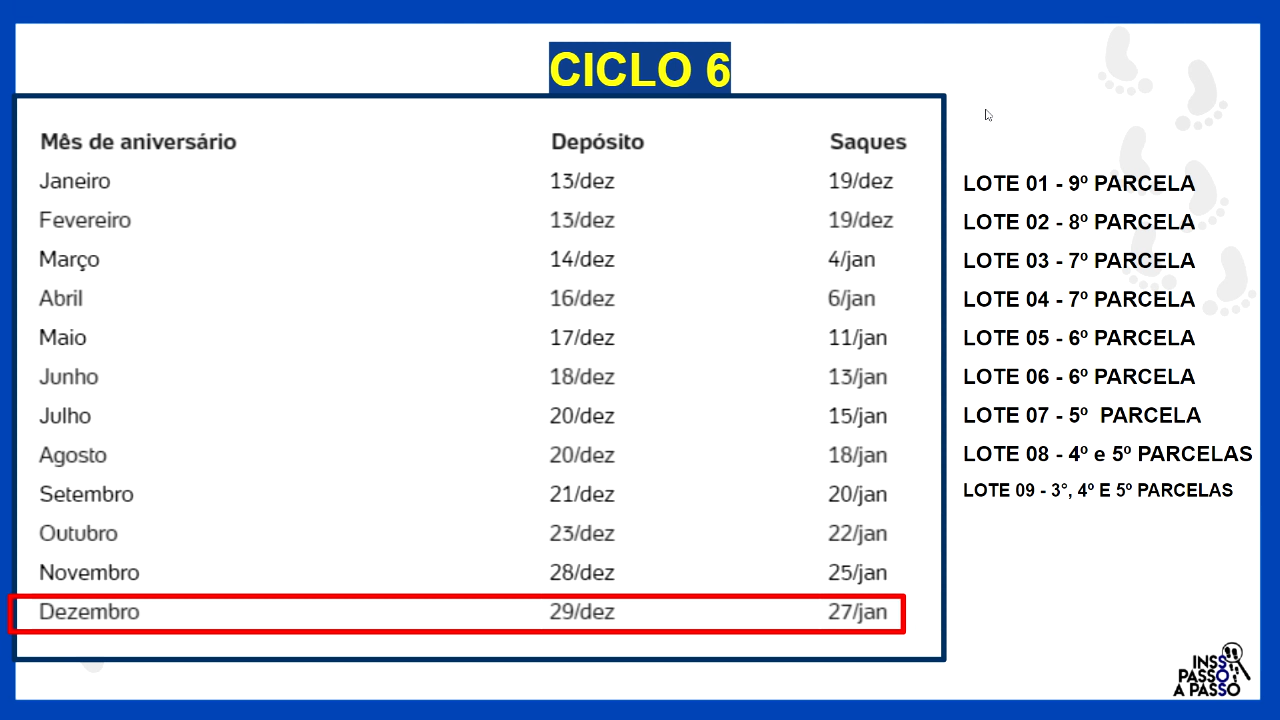 CICLO 6
Mês de aniversário Depósito Saques
Janeiro 13/dez 19/dez
Fevereiro 13/dez 19/dez
Março 14/dez 4/jan
Abril 16/dez 6/jan
Maio 17/dez 11/jan
Junho 18/dez 13/jan
Julho 20/dez 15/jan
Agosto 20/dez 18/jan
Setembro 21/dez 20/jan
Outubro 23/dez 22/jan
Novembro 28/dez 25/jan
Dezembro 29/dez 27/jan
LOTE 01 - 9º PARCELA
LOTE 02 - 8º PARCELA
LOTE 03 - 7º PARCELA
LOTE 04 - 7º PARCELA
LOTE 05 - 6º PARCELA
LOTE 06 - 6º PARCELA
LOTE 07 - 5º PARCELA
LOTE 08 - 4º e 5º PARCELAS
LOTE 09 - 3°, 4º E 5º PARCELAS
INSS
PASSO
A PASSO